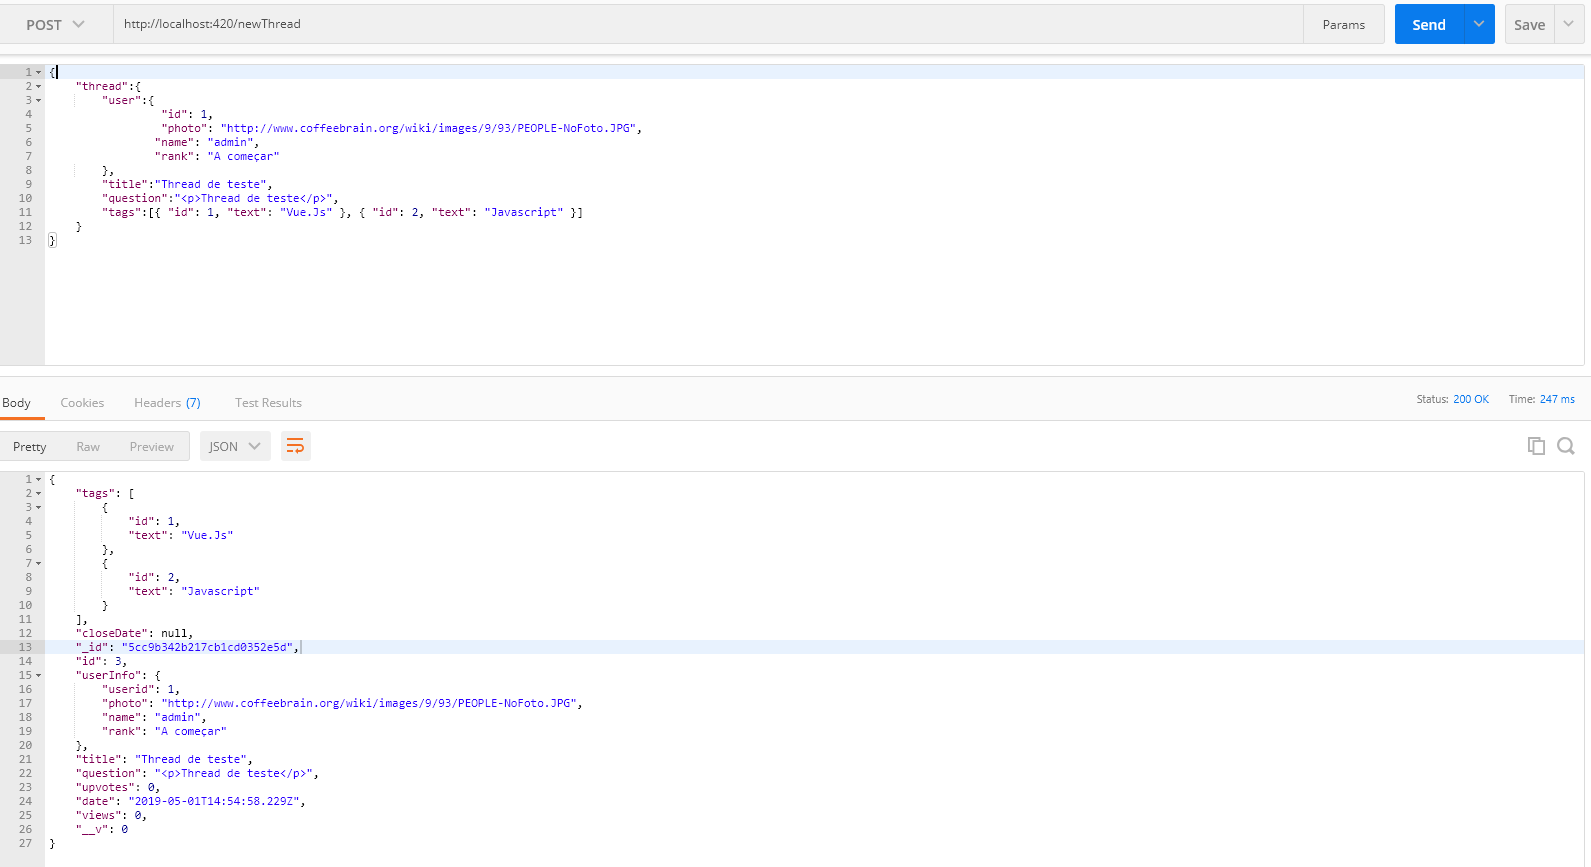 POST http://localhost:420/newThread Params Send Save
1 {
2 "thread":{
3 "user":{
4 "id": 1,
5 "photo": "http://www.coffeebrain.org/wiki/images/9/93/PEOPLE-NoFoto.JPG",
6 "name": "admin",
7 "rank": "A começar"
8 },
9 "title":"Thread de teste",
10 "question":"<p>Thread de teste</p>",
11 "tags":[{ "id": 1, "text": "Vue.Js" }, { "id": 2, "text": "Javascript" }]
12 }
13 }
Body Cookies Headers (7) Test Results Status: 200 OK Time: 247 ms
Pretty Raw Preview JSON
1 {
2 "tags": [
3 {
4 "id": 1,
5 "text": "Vue.Js"
6 },
7 {
8 "id": 2,
9 "text": "Javascript"
10 }
11 ],
12 "closeDate": null,
13 "_id": "5cc9b342b217cb1cd0352e5d",
14 "id": 3,
15 "userInfo": {
16 "userid": 1,
17 "photo": "http://www.coffeebrain.org/wiki/images/9/93/PEOPLE-NoFoto.JPG",
18 "name": "admin",
19 "rank": "A começar"
20 },
21 "title": "Thread de teste",
22 "question": "<p>Thread de teste</p>",
23 "upvotes": 0,
24 "date": "2019-05-01T14:54:58.229Z",
25 "views": 0,
26 "__v": 0
27 }